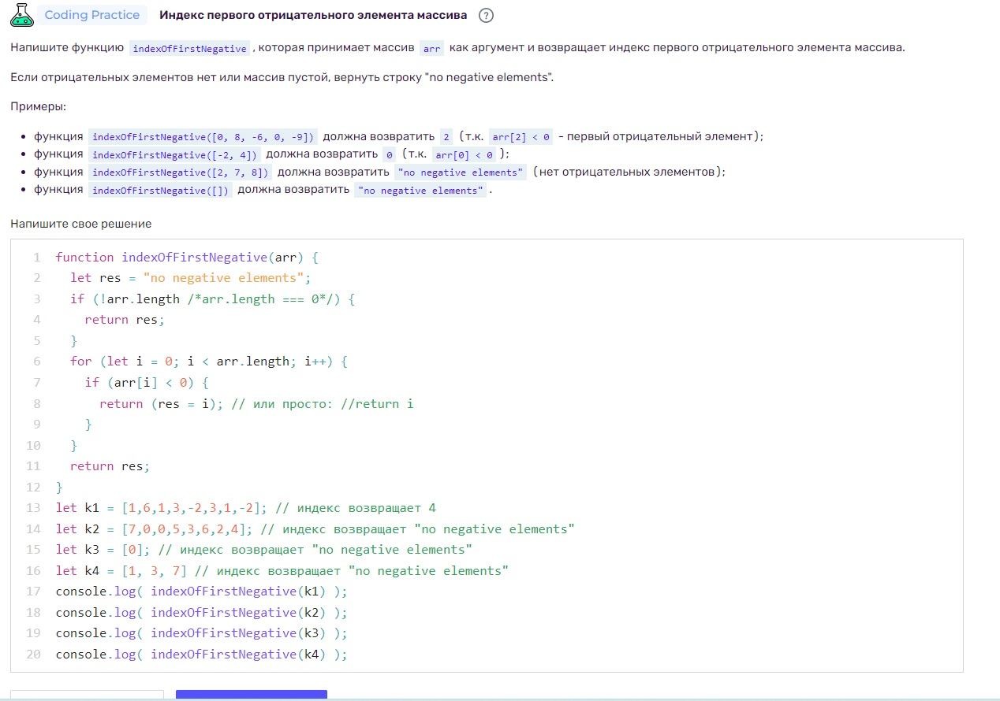 Coding Practice Индекс первого отрицательного элемента массива ?
Напишите функцию indexOfFirstNegative , которая принимает массив arr как аргумент и возвращает индекс первого отрицательного элемента массива.
Если отрицательных элементов нет или массив пустой, вернуть строку "no negative elements".
Примеры:
• функция indexOfFirstNegative([0, 8, -6, 0, -9]) должна возвратить 2 (т.к. arr[2] < 0 - первый отрицательный элемент);
• функция indexOfFirstNegative([-2, 4]) должна возвратить 0 (т.к. arr[0] < 0 );
• функция indexOfFirstNegative([2, 7, 8]) должна возвратить "no negative elements" (нет отрицательных элементов);
• функция indexOfFirstNegative([]) должна возвратить "no negative elements" .
Напишите свое решение
1 function indexOfFirstNegative(arr) {
2 let res = "no negative elements";
3 if (!arr.length /*arr.length === 0*/) {
4 return res;
5 }
6 for (let i = 0; i < arr.length; i++) {
7 if (arr[i] < 0) {
8 return (res = i); // или просто: //return i
9 }
10 }
11 return res;
12 }
13 let k1 = [1,6,1,3,-2,3,1,-2]; // индекс возвращает 4
14 let k2 = [7,0,0,5,3,6,2,4]; // индекс возвращает "no negative elements"
15 let k3 = [0]; // индекс возвращает "no negative elements"
16 let k4 = [1, 3, 7] // индекс возвращает "no negative elements"
17 console.log( indexOfFirstNegative(k1) );
18 console.log( indexOfFirstNegative(k2) );
19 console.log( indexOfFirstNegative(k3) );
20 console.log( indexOfFirstNegative(k4) );